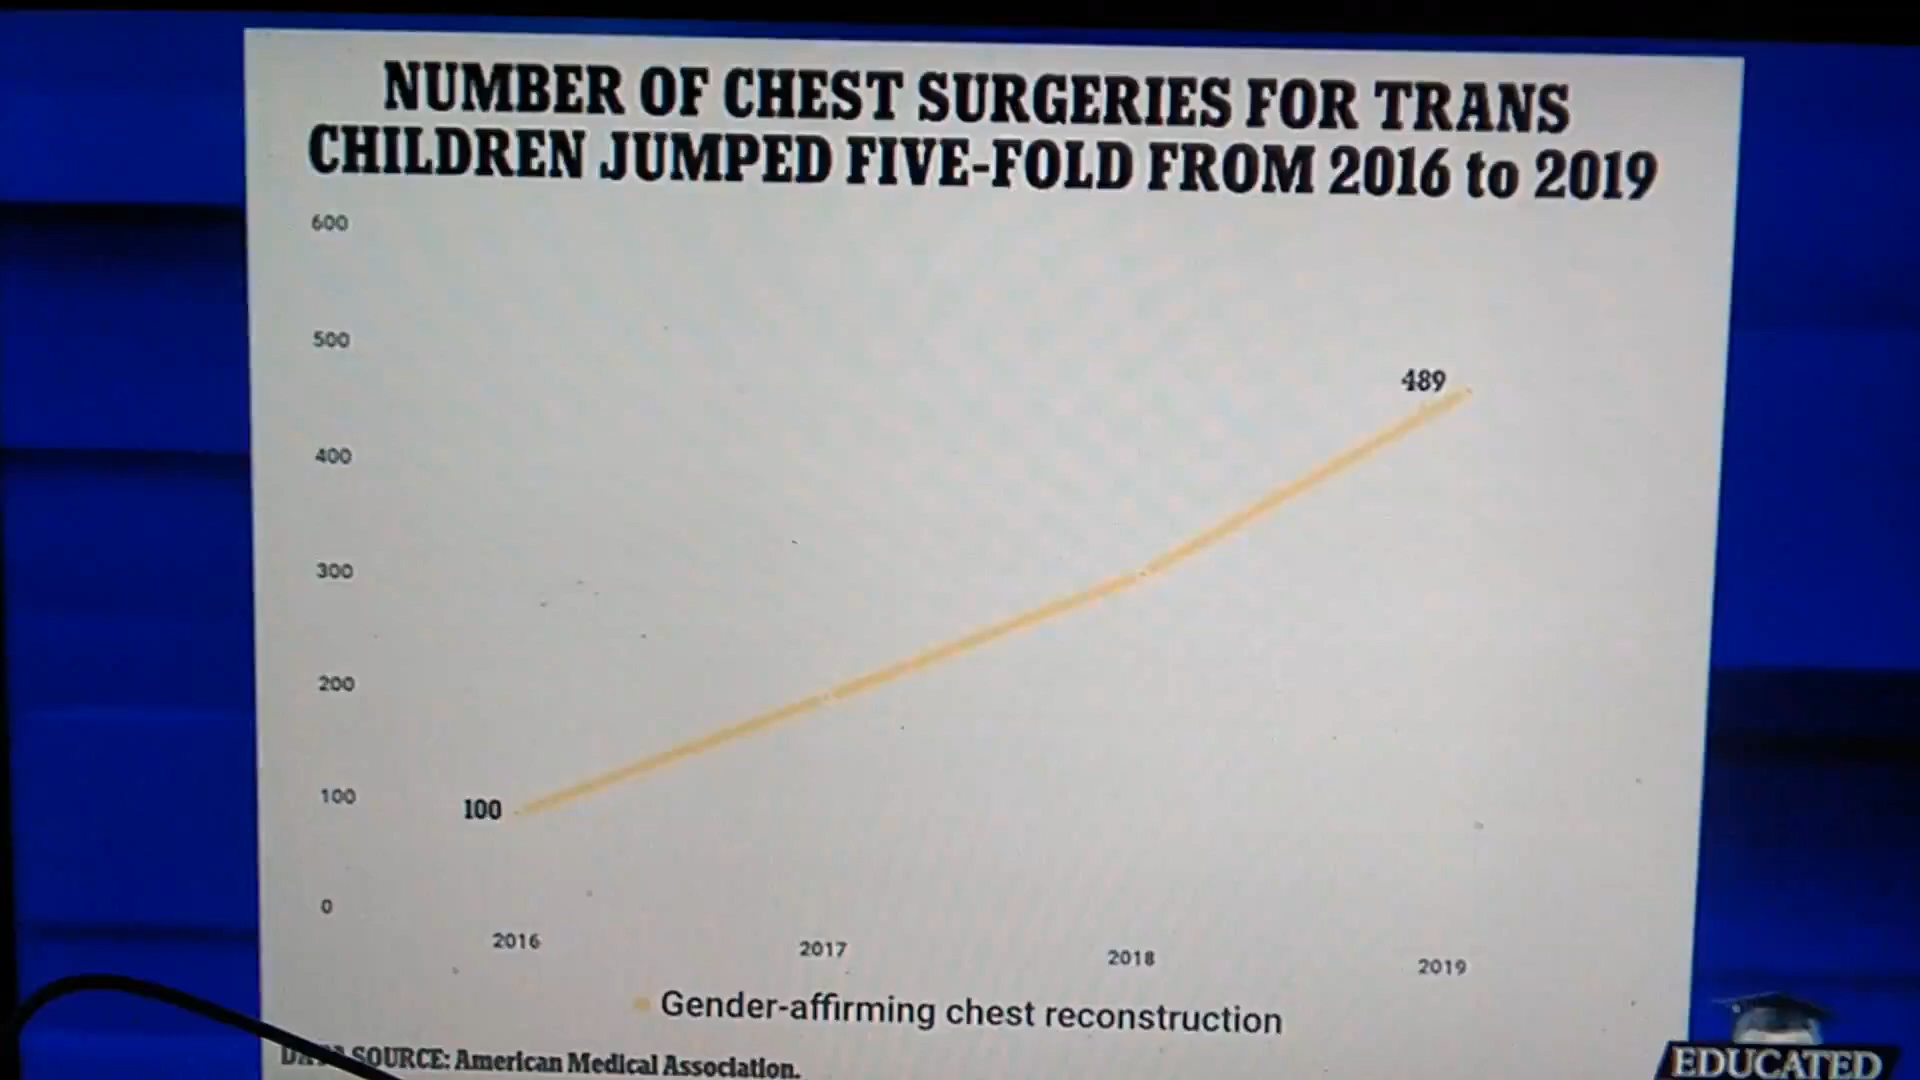 NUMBER OF CHEST SURGERIES FOR TRANS
CHILDREN JUMPED FIVE-FOLD FROM 2016 to 2019
600
500
489
400
300
200
100
100
0
2016 2017 2018 2019
Gender-affirming chest reconstruction
SOURCE: American Medical Association.
EDUCATED